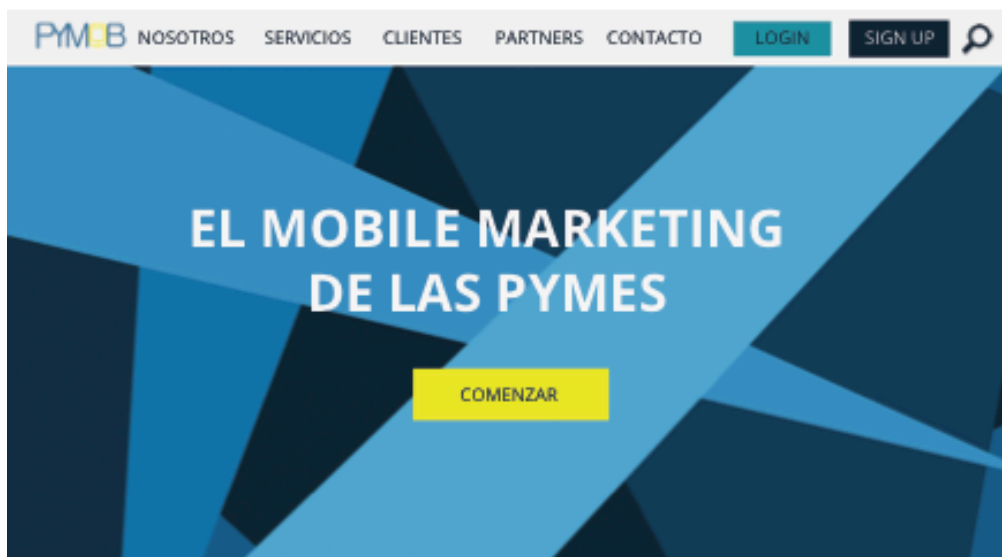 PYMOB NOSOTROS SERVICIOS CLIENTES PARTNERS CONTACTO LOGIN SIGN UP
EL MOBILE MARKETING
DE LAS PYMES
COMENZAR